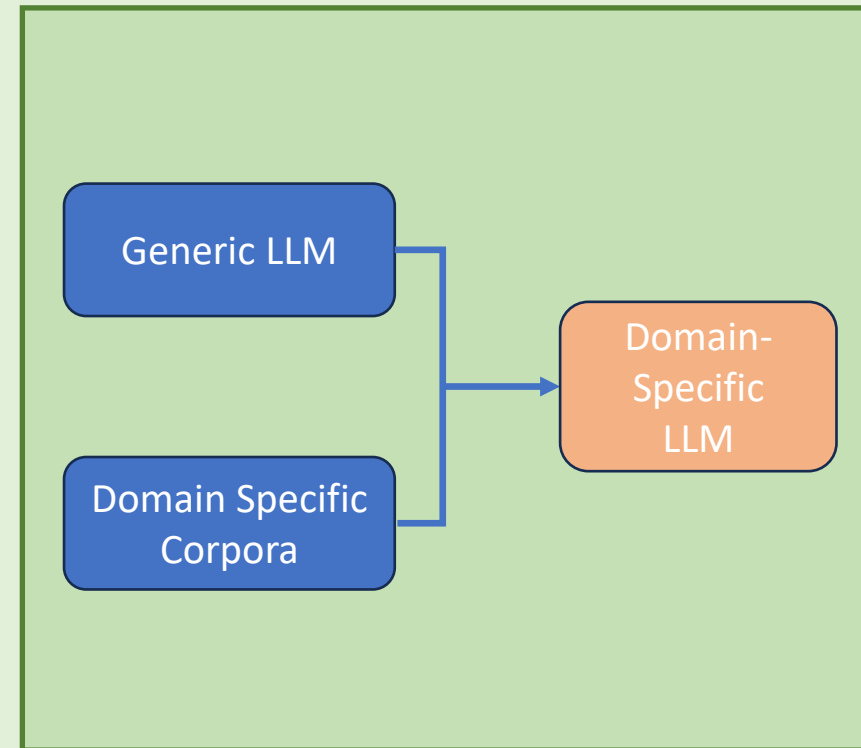 Generic LLM
Domain Specific
Corpora
Domain-
Specific
LLM